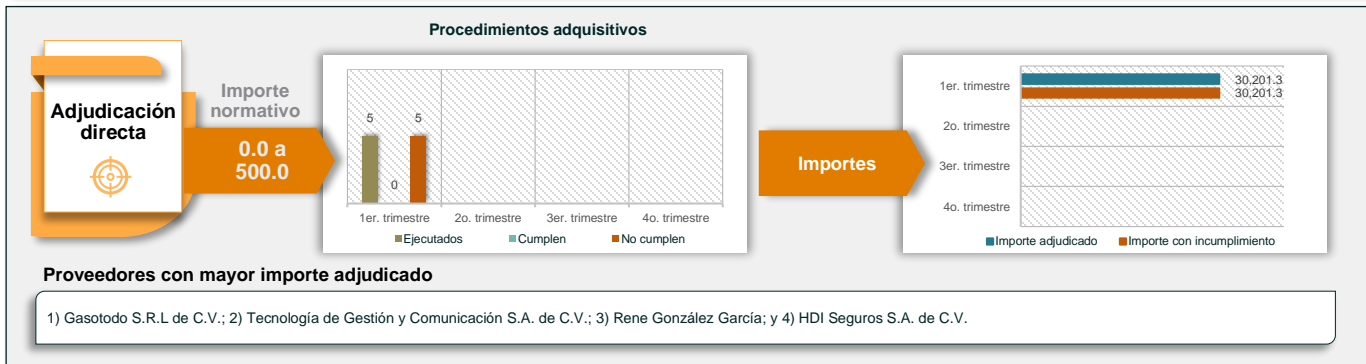 Procedimientos adquisitivos
Adjudicación
directa
Importe
normativo
0.0 a
500.0
5
0
5
1er. trimestre
2o. trimestre
3er. trimestre
4o. trimestre
Ejecutados
Cumplen
No cumplen
Importes
1er. trimestre
30,201.3
30,201.3
2o. trimestre
3er. trimestre
4o. trimestre
Importe adjudicado
Importe con incumplimiento
Proveedores con mayor importe adjudicado
1) Gasotodo S.R.L de C.V.; 2) Tecnología de Gestión y Comunicación S.A. de C.V.; 3) Rene González García; y 4) HDI Seguros S.A. de C.V.